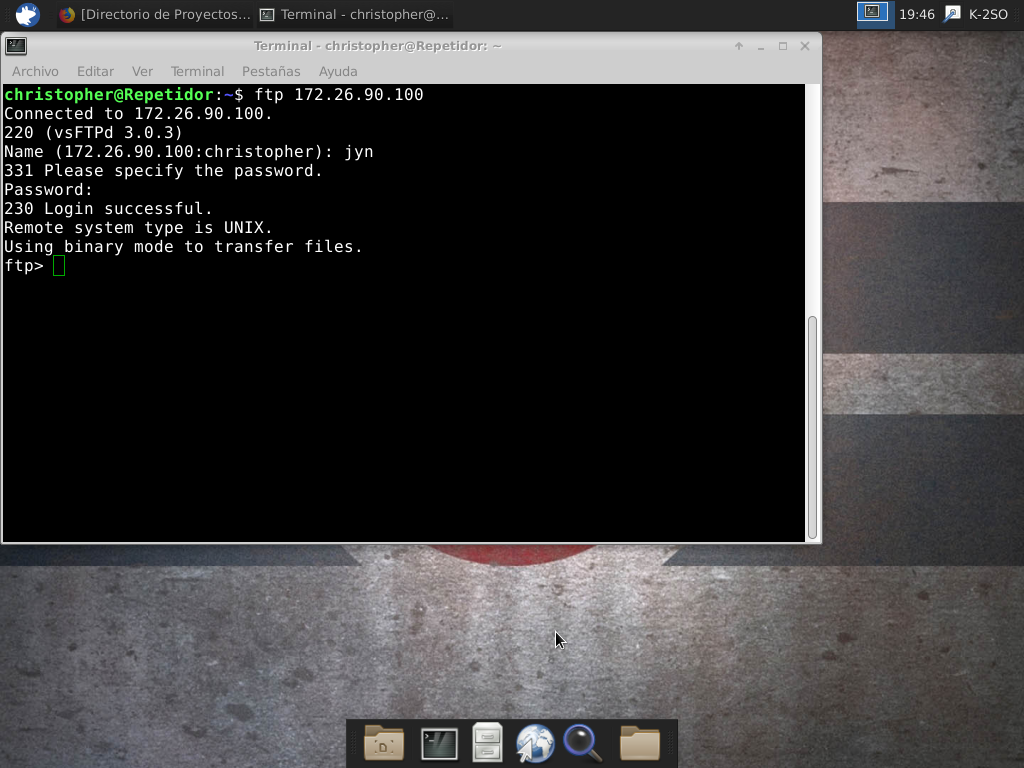 [Directorio de Proyectos... Terminal - christopher@... 19:46 K-2SO
Terminal - christopher@Repetidor: ~
Archivo Editar Ver Terminal Pestañas Ayuda
christopher@Repetidor:~$ ftp 172.26.90.100
Connected to 172.26.90.100.
220 (vsFTPd 3.0.3)
Name (172.26.90.100:christopher): jyn
331 Please specify the password.
Password:
230 Login successful.
Remote system type is UNIX.
Using binary mode to transfer files.
ftp>
D